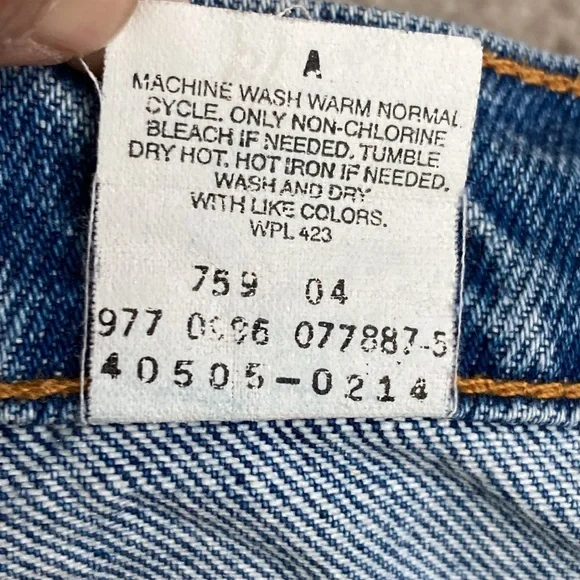 A
MACHINE WASH WARM NORMAL
CYCLE. ONLY NON-CHLORINE
BLEACH IF NEEDED. TUMBLE
DRY HOT. HOT IRON IF NEEDED.
WASH AND DRY
WITH LIKE COLORS.
WPL 423
759 04
977 077887-5
40505-0214